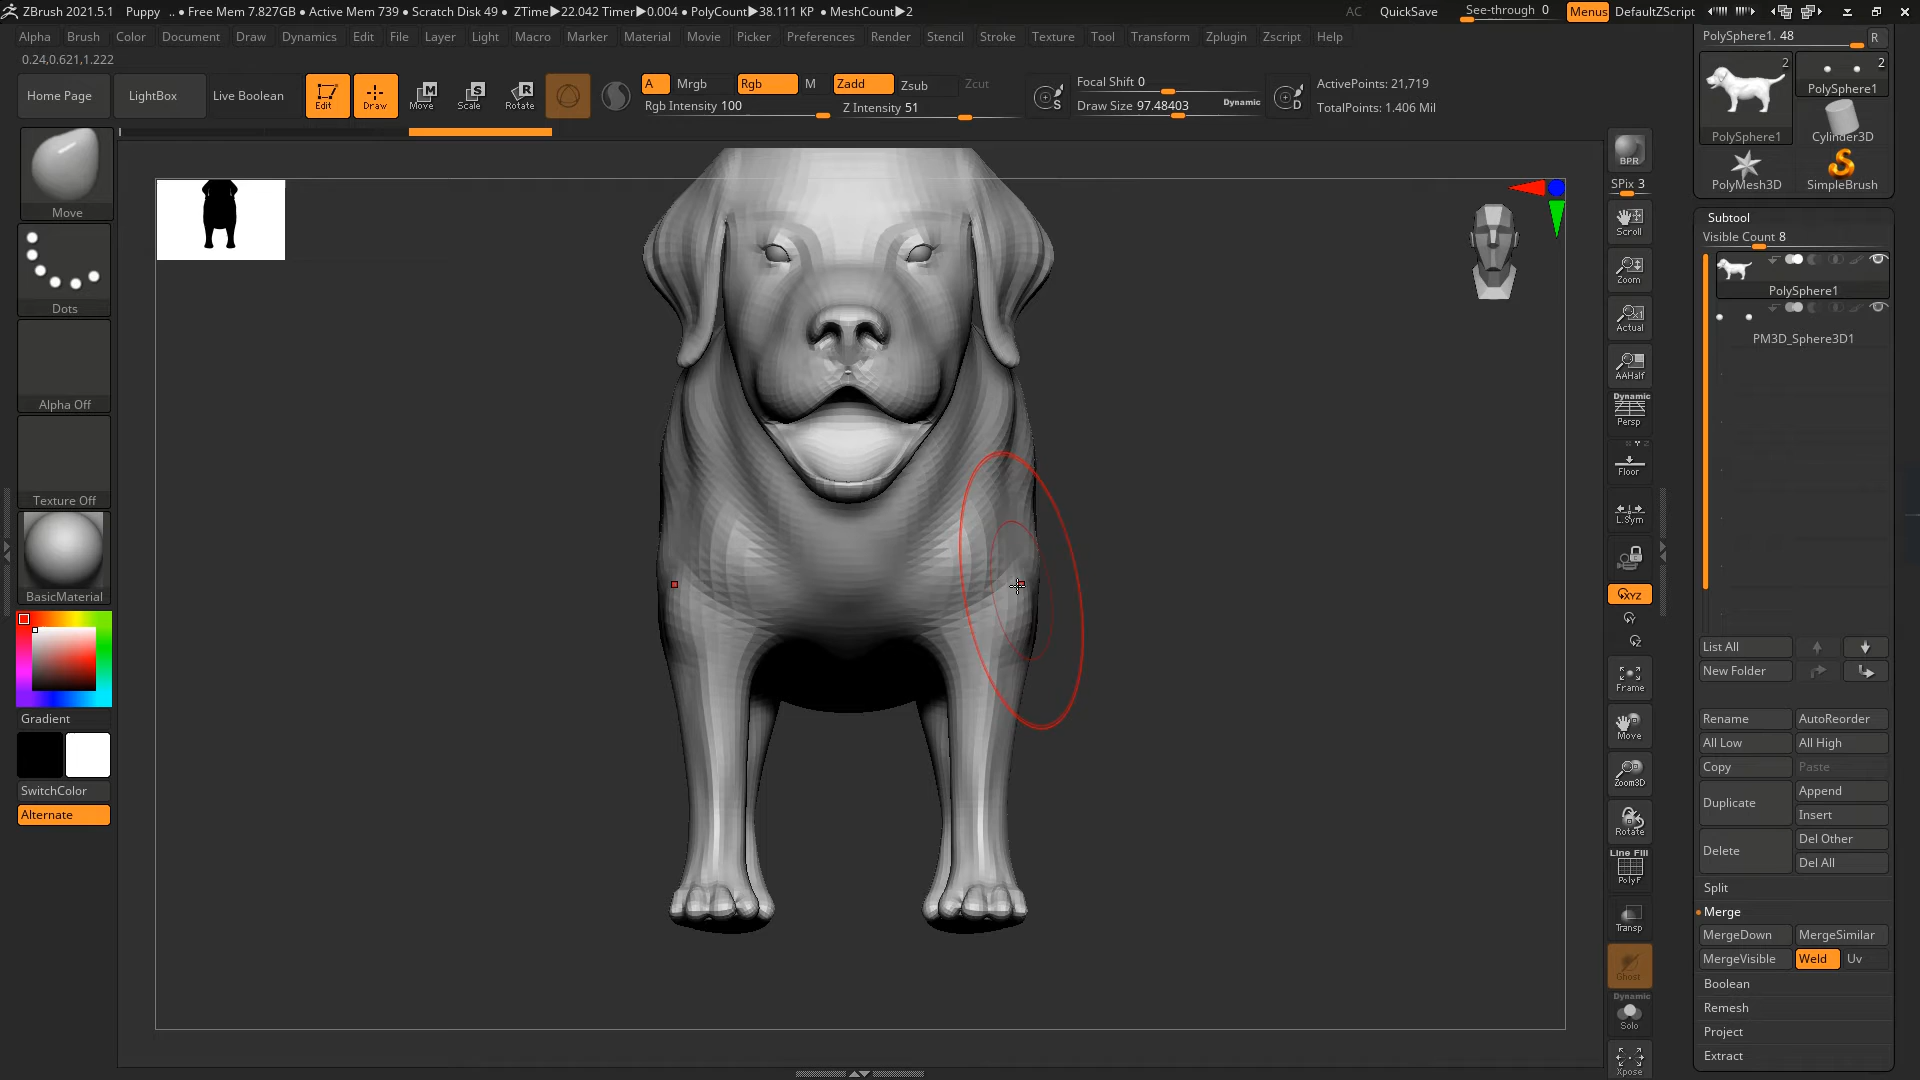 ZBrush 2021.5.1 Puppy .. ● Free Mem 7.827GB ● Active Mem 739 ● Scratch Disk 49 ● ZTime▶22.042 Timer▶0.004 ● PolyCount▶38.111 KP ● MeshCount▶2 AC QuickSave See-through 0 Menus DefaultZScript
Alpha Brush Color Document Draw Dynamics Edit File Layer Light Macro Marker Material Movie Picker Preferences Render Stencil Stroke Texture Tool Transform Zplugin Zscript Help
0.24,0.621,1.222
Home Page LightBox Live Boolean Edit Draw Move Scale Rotate
M S R
A Mrgb Rgb M Zadd Zsub Zcut
Rgb Intensity 100 Z Intensity 51
S Focal Shift 0
Draw Size 97.48403 Dynamic D
ActivePoints: 21,719
TotalPoints: 1.406 Mil
Move
Dots
Alpha Off
Texture Off
BasicMaterial
Gradient
SwitchColor
Alternate
BPR
SPix 3
Scroll
Zoom
Actual
AAHalf
Dynamic
Persp
Floor
L.Sym
XYZ
Y
Z
Frame
Move
Zoom3D
Rotate
Line Fill
PolyF
Transp
Ghost
Dynamic
Solo
Xpose
PolySphere1. 48 R
2 2
PolySphere1
PolySphere1 Cylinder3D
PolyMesh3D SimpleBrush
Subtool
Visible Count 8
PolySphere1
PM3D_Sphere3D1
List All
New Folder
Rename AutoReorder
All Low All High
Copy Paste
Duplicate Append
Insert
Delete Del Other
Del All
Split
Merge
MergeDown MergeSimilar
MergeVisible Weld Uv
Boolean
Remesh
Project
Extract